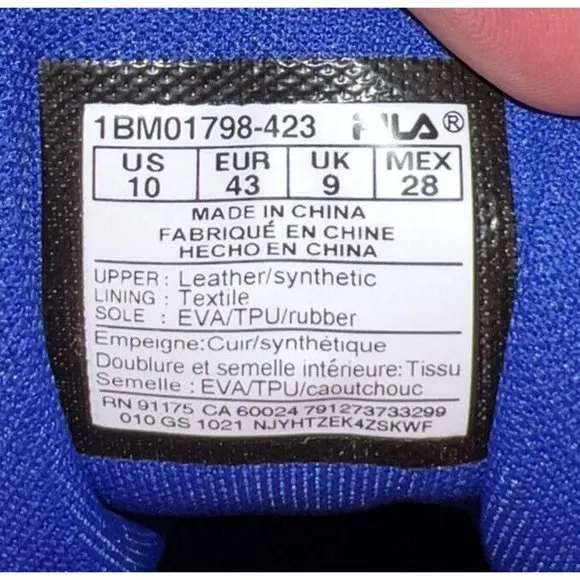 1BM01798-423 FILA®
US EUR UK MEX
10 43 9 28
MADE IN CHINA
FABRIQUÉ EN CHINE
HECHO EN CHINA
UPPER : Leather/synthetic
LINING : Textile
SOLE : EVA/TPU/rubber
Empeigne:Cuir/synthétique
Doublure et semelle intérieure:Tissu
Semelle : EVA/TPU/caoutchouc
RN 91175 CA 60024 791273733299
010 GS 1021 NJYHTZEK4ZSKWF